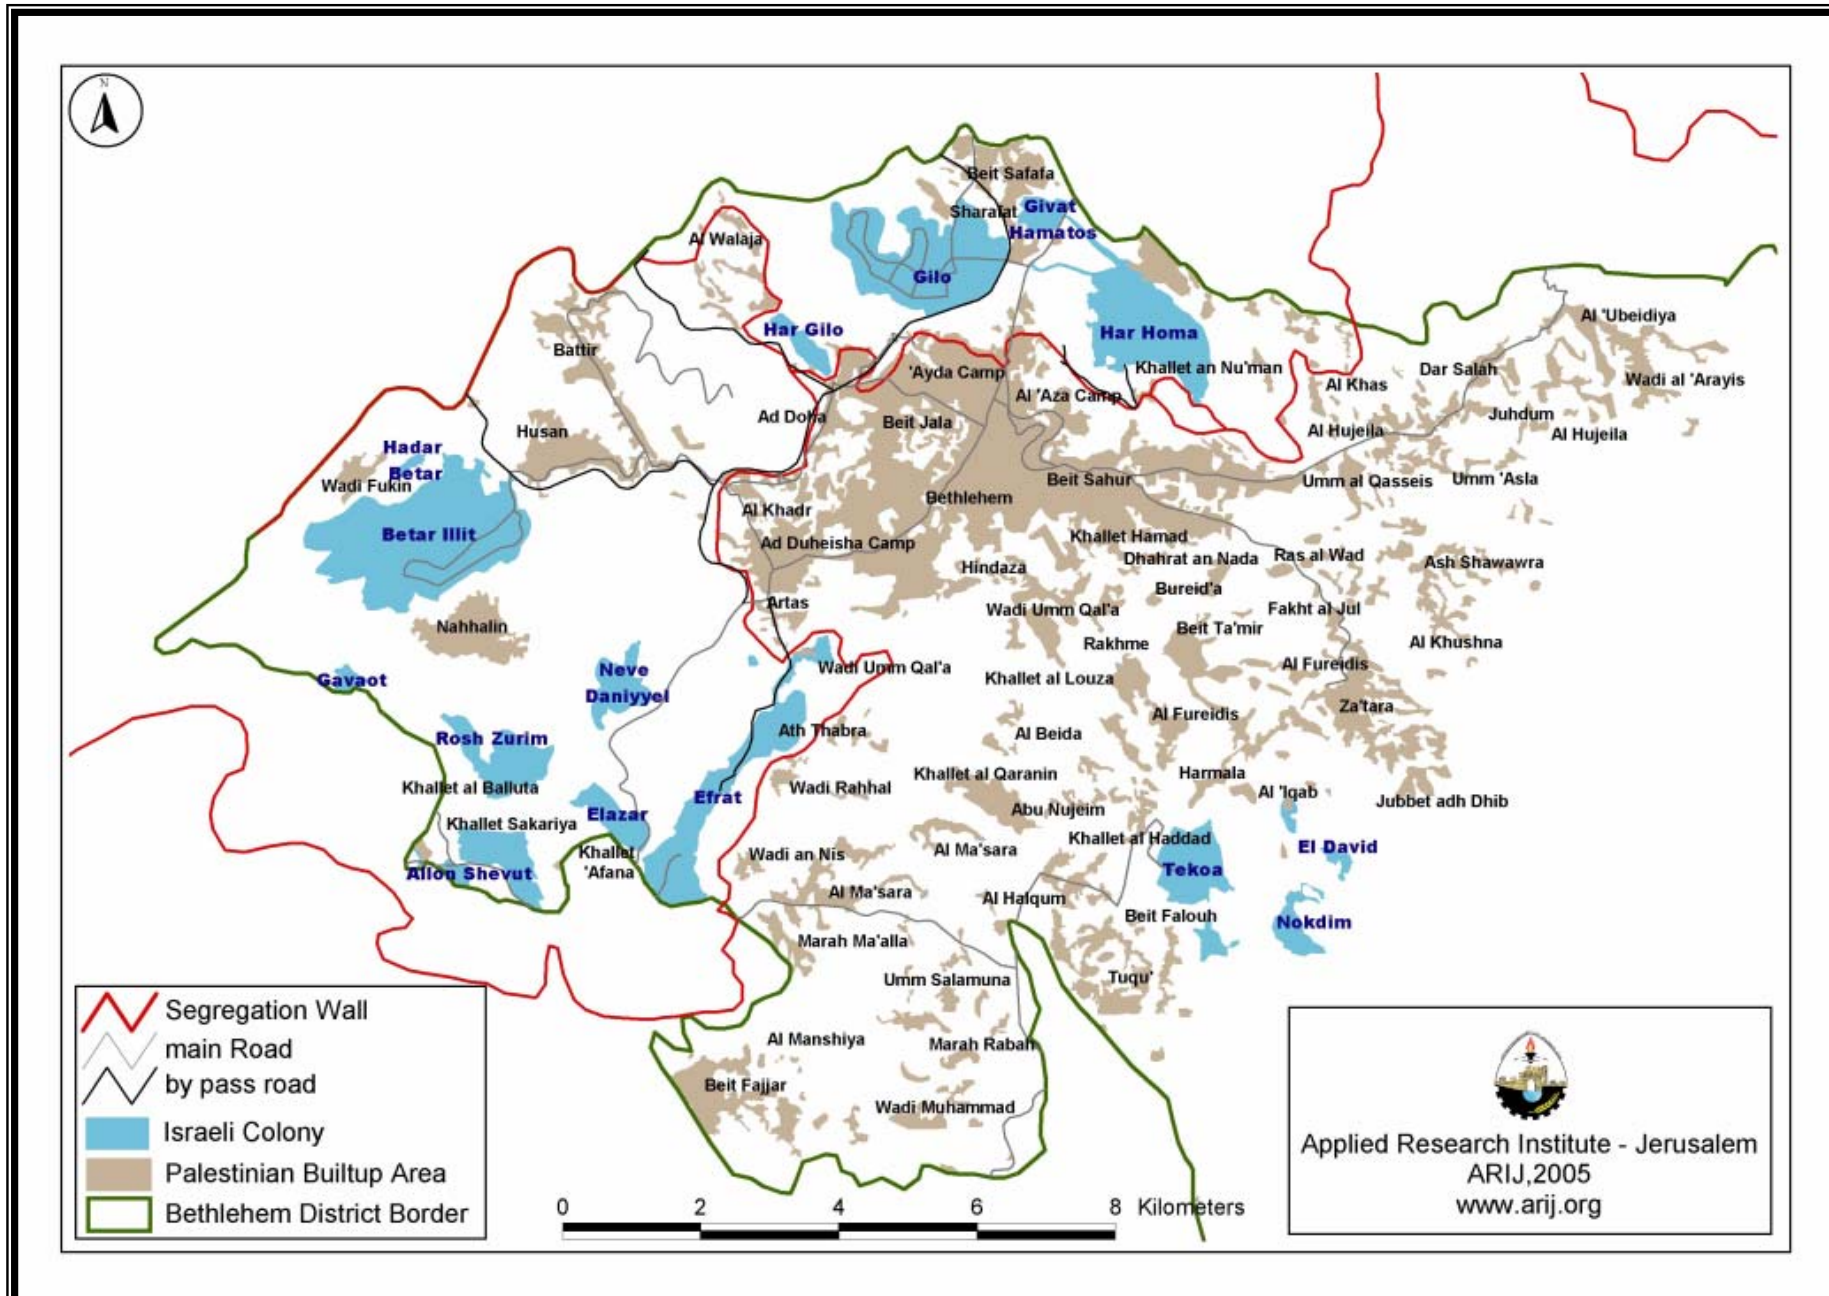 N
Beit Safafa
Sharafat
Givat
Hamatos
Al Walaja
Gilo
Har Gilo
Har Homa
Al 'Ubeidiya
Battir
'Ayda Camp
Khallet an Nu'man
Dar Salah
Wadi al 'Arayis
Al Khas
Al 'Aza Camp
Ad Doha
Beit Jala
Juhdum
Husan
Al Hujeila
Al Hujeila
Hadar
Betar
Wadi Fukin
Beit Sahur
Umm al Qasseis
Umm 'Asla
Bethlehem
Al Khadr
Betar Illit
Khallet Hamad
Ad Duheisha Camp
Dhahrat an Nada
Ras al Wad
Ash Shawawra
Hindaza
Bureid'a
Artas
Wadi Umm Qal'a
Fakht al Jul
Nahhalin
Beit Ta'mir
Rakhme
Al Khushna
Wadi Umm Qal'a
Al Fureidis
Neve
Daniyyel
Gavaot
Khallet al Louza
Za'tara
Al Fureidis
Ath Thabra
Al Beida
Rosh Zurim
Khallet al Qaranin
Harmala
Khallet al Balluta
Wadi Rahhal
Al 'Iqab
Efrat
Jubbet adh Dhib
Abu Nujeim
Elazar
Khallet Sakariya
Khallet al Haddad
El David
Khallet
'Afana
Wadi an Nis
Al Ma'sara
Allon Shevut
Tekoa
Al Ma'sara
Al Halqum
Beit Falouh
Nokdim
Marah Ma'alla
Umm Salamuna
Tuqu'
Al Manshiya
Marah Rabah
Beit Fajjar
Wadi Muhammad
Segregation Wall
main Road
by pass road
Israeli Colony
Palestinian Builtup Area
Bethlehem District Border
0 2 4 6 8 Kilometers
Applied Research Institute - Jerusalem
ARIJ,2005
www.arij.org